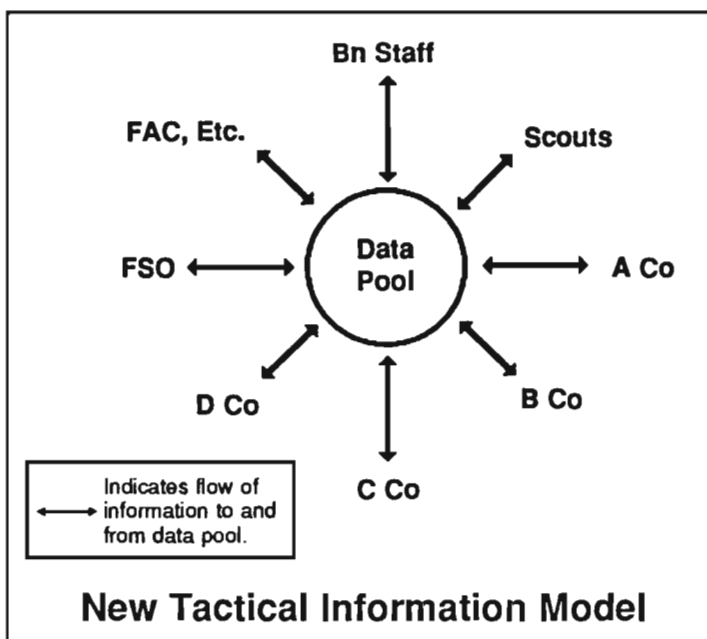 Bn Staff
FAC, Etc.
Scouts
Data
Pool
FSO
A Co
D Co
B Co
C Co
Indicates flow of
information to and
from data pool.
New Tactical Information Model